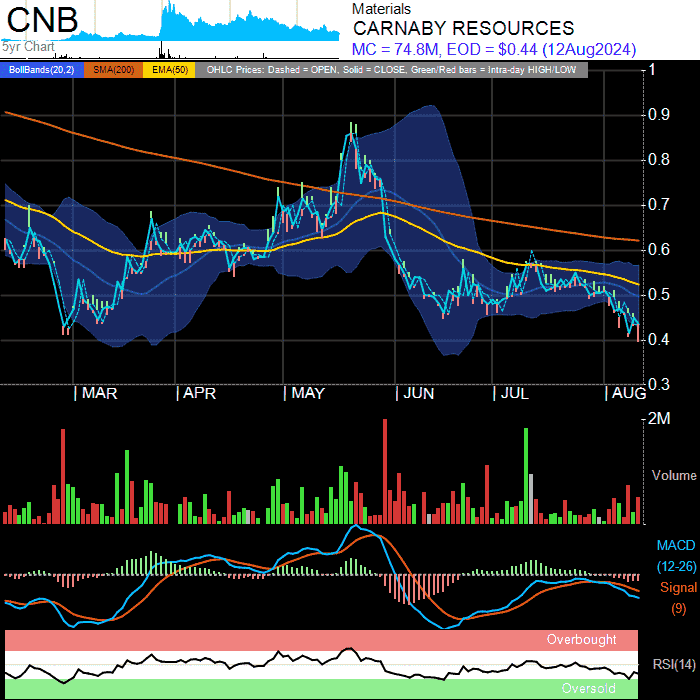 CNB
5yr Chart
Materials
CARNABY RESOURCES
MC = 74.8M, EOD = $0.44 (12Aug2024)
BollBands(20,2) SMA(200) EMA(50) OHLC Prices: Dashed = OPEN, Solid = CLOSE, Green/Red bars = Intra-day HIGH/LOW
1
0.9
0.8
0.7
0.6
0.5
0.4
0.3
MAR APR MAY JUN JUL AUG
2M
Volume
MACD
(12-26)
Signal
(9)
Overbought
RSI(14)
Oversold